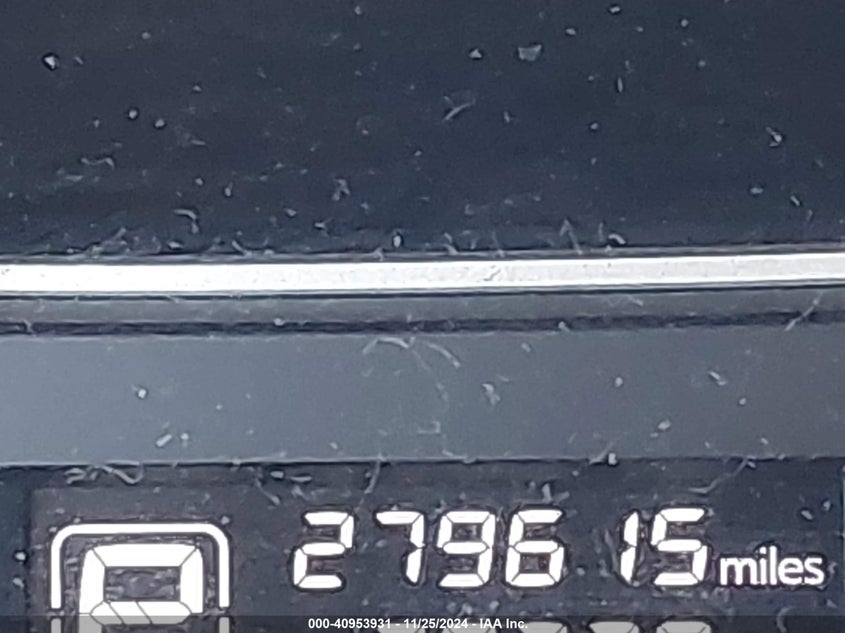 279615 miles
P
000-40953931 - 11/25/2024 - IAA Inc.